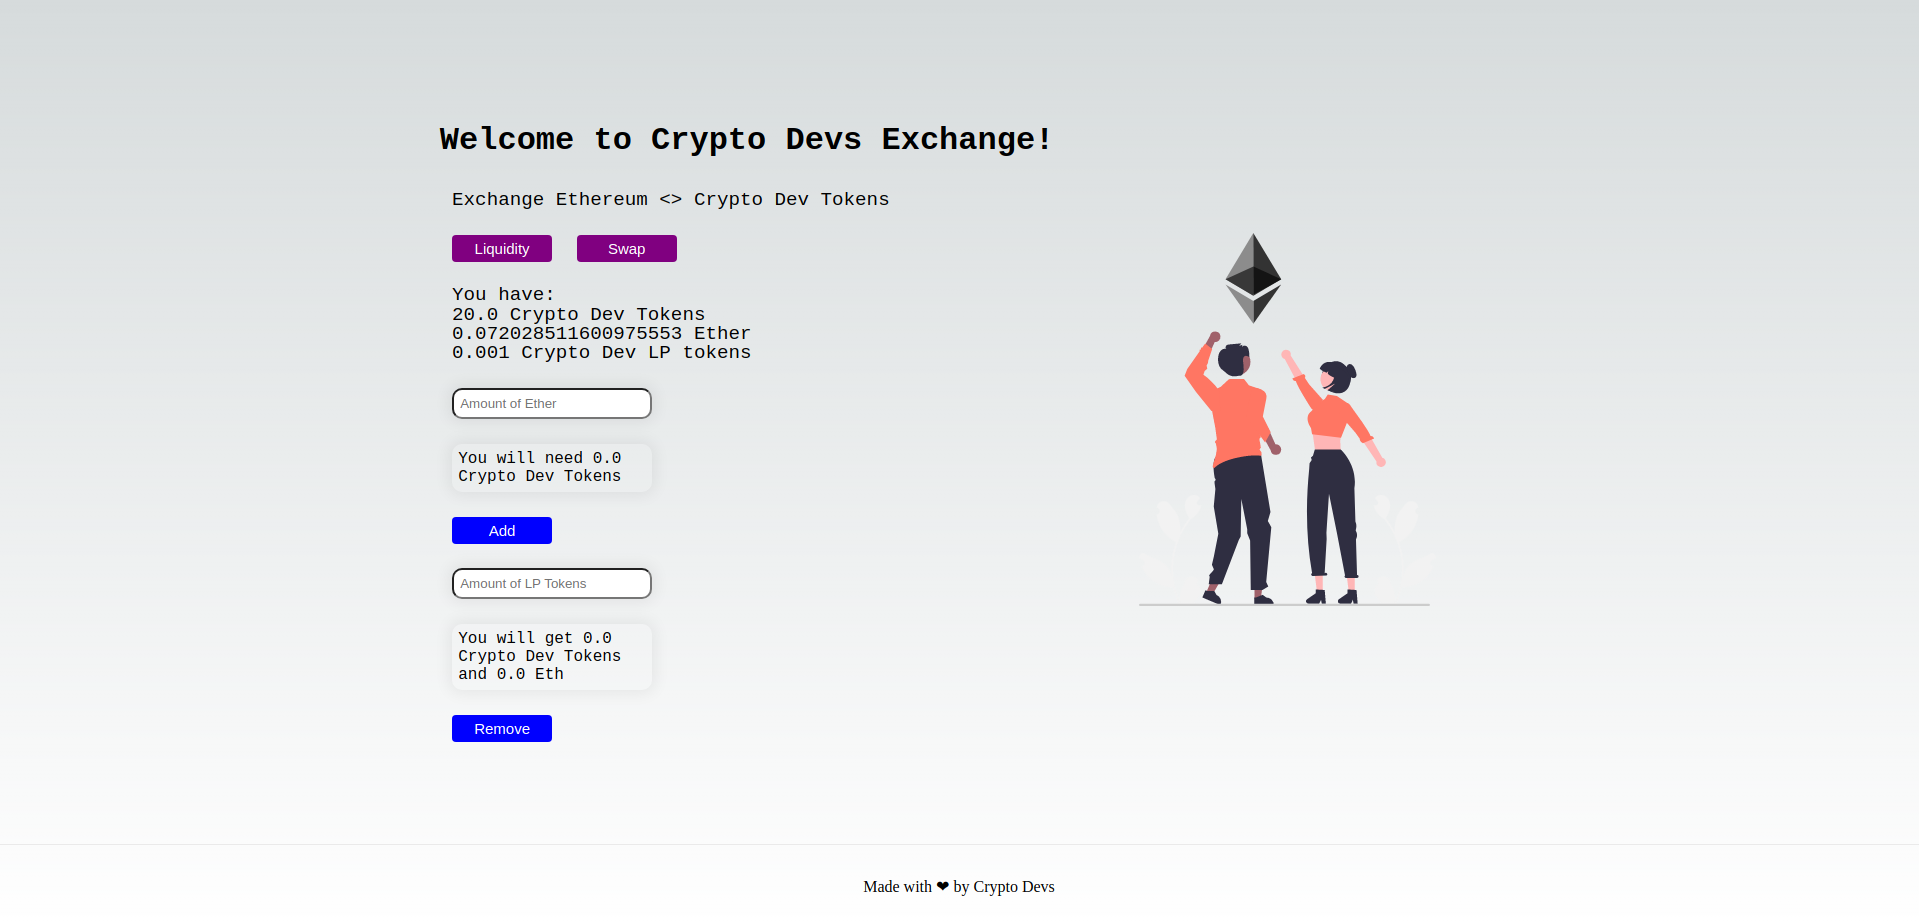 Welcome to Crypto Devs Exchange!
Exchange Ethereum <> Crypto Dev Tokens
Liquidity
Swap
You have:
20.0 Crypto Dev Tokens
0.072028511600975553 Ether
0.001 Crypto Dev LP tokens
Amount of Ether
You will need 0.0
Crypto Dev Tokens
Add
Amount of LP Tokens
You will get 0.0
Crypto Dev Tokens
and 0.0 Eth
Remove
Made with ❤ by Crypto Devs